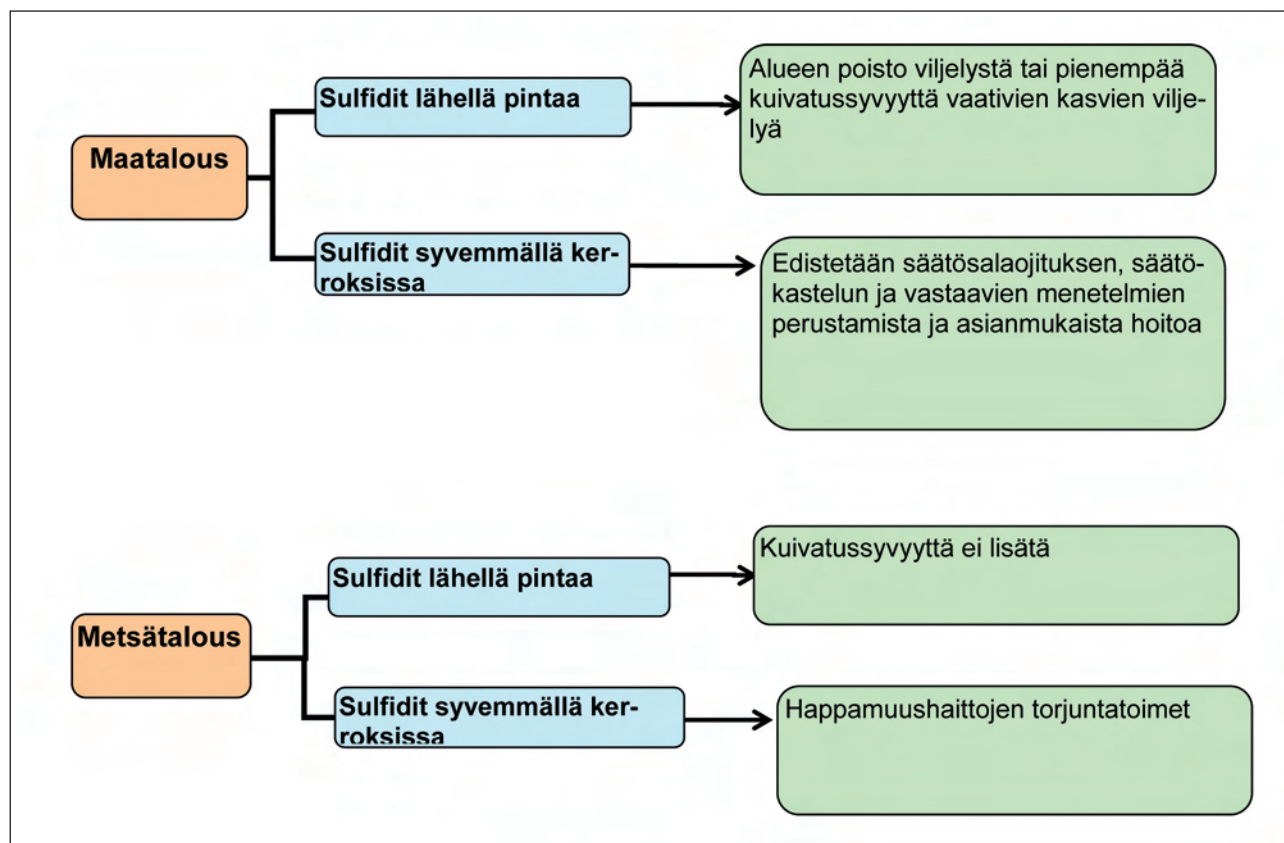 Maatalous
Sulfidit lähellä pintaa
Alueen poisto viljelystä tai pienempää
kuivatussyvyyttä vaativien kasvien vilje-
lyä
Sulfidit syvemmällä ker-
roksissa
Edistetään säätösalaojituksen, säätö-
kastelun ja vastaavien menetelmien
perustamista ja asianmukaista hoitoa
Metsätalous
Sulfidit lähellä pintaa
Kuivatussyvyyttä ei lisätä
Sulfidit syvemmällä ker-
roksissa
Happamuushaittojen torjuntatoimet